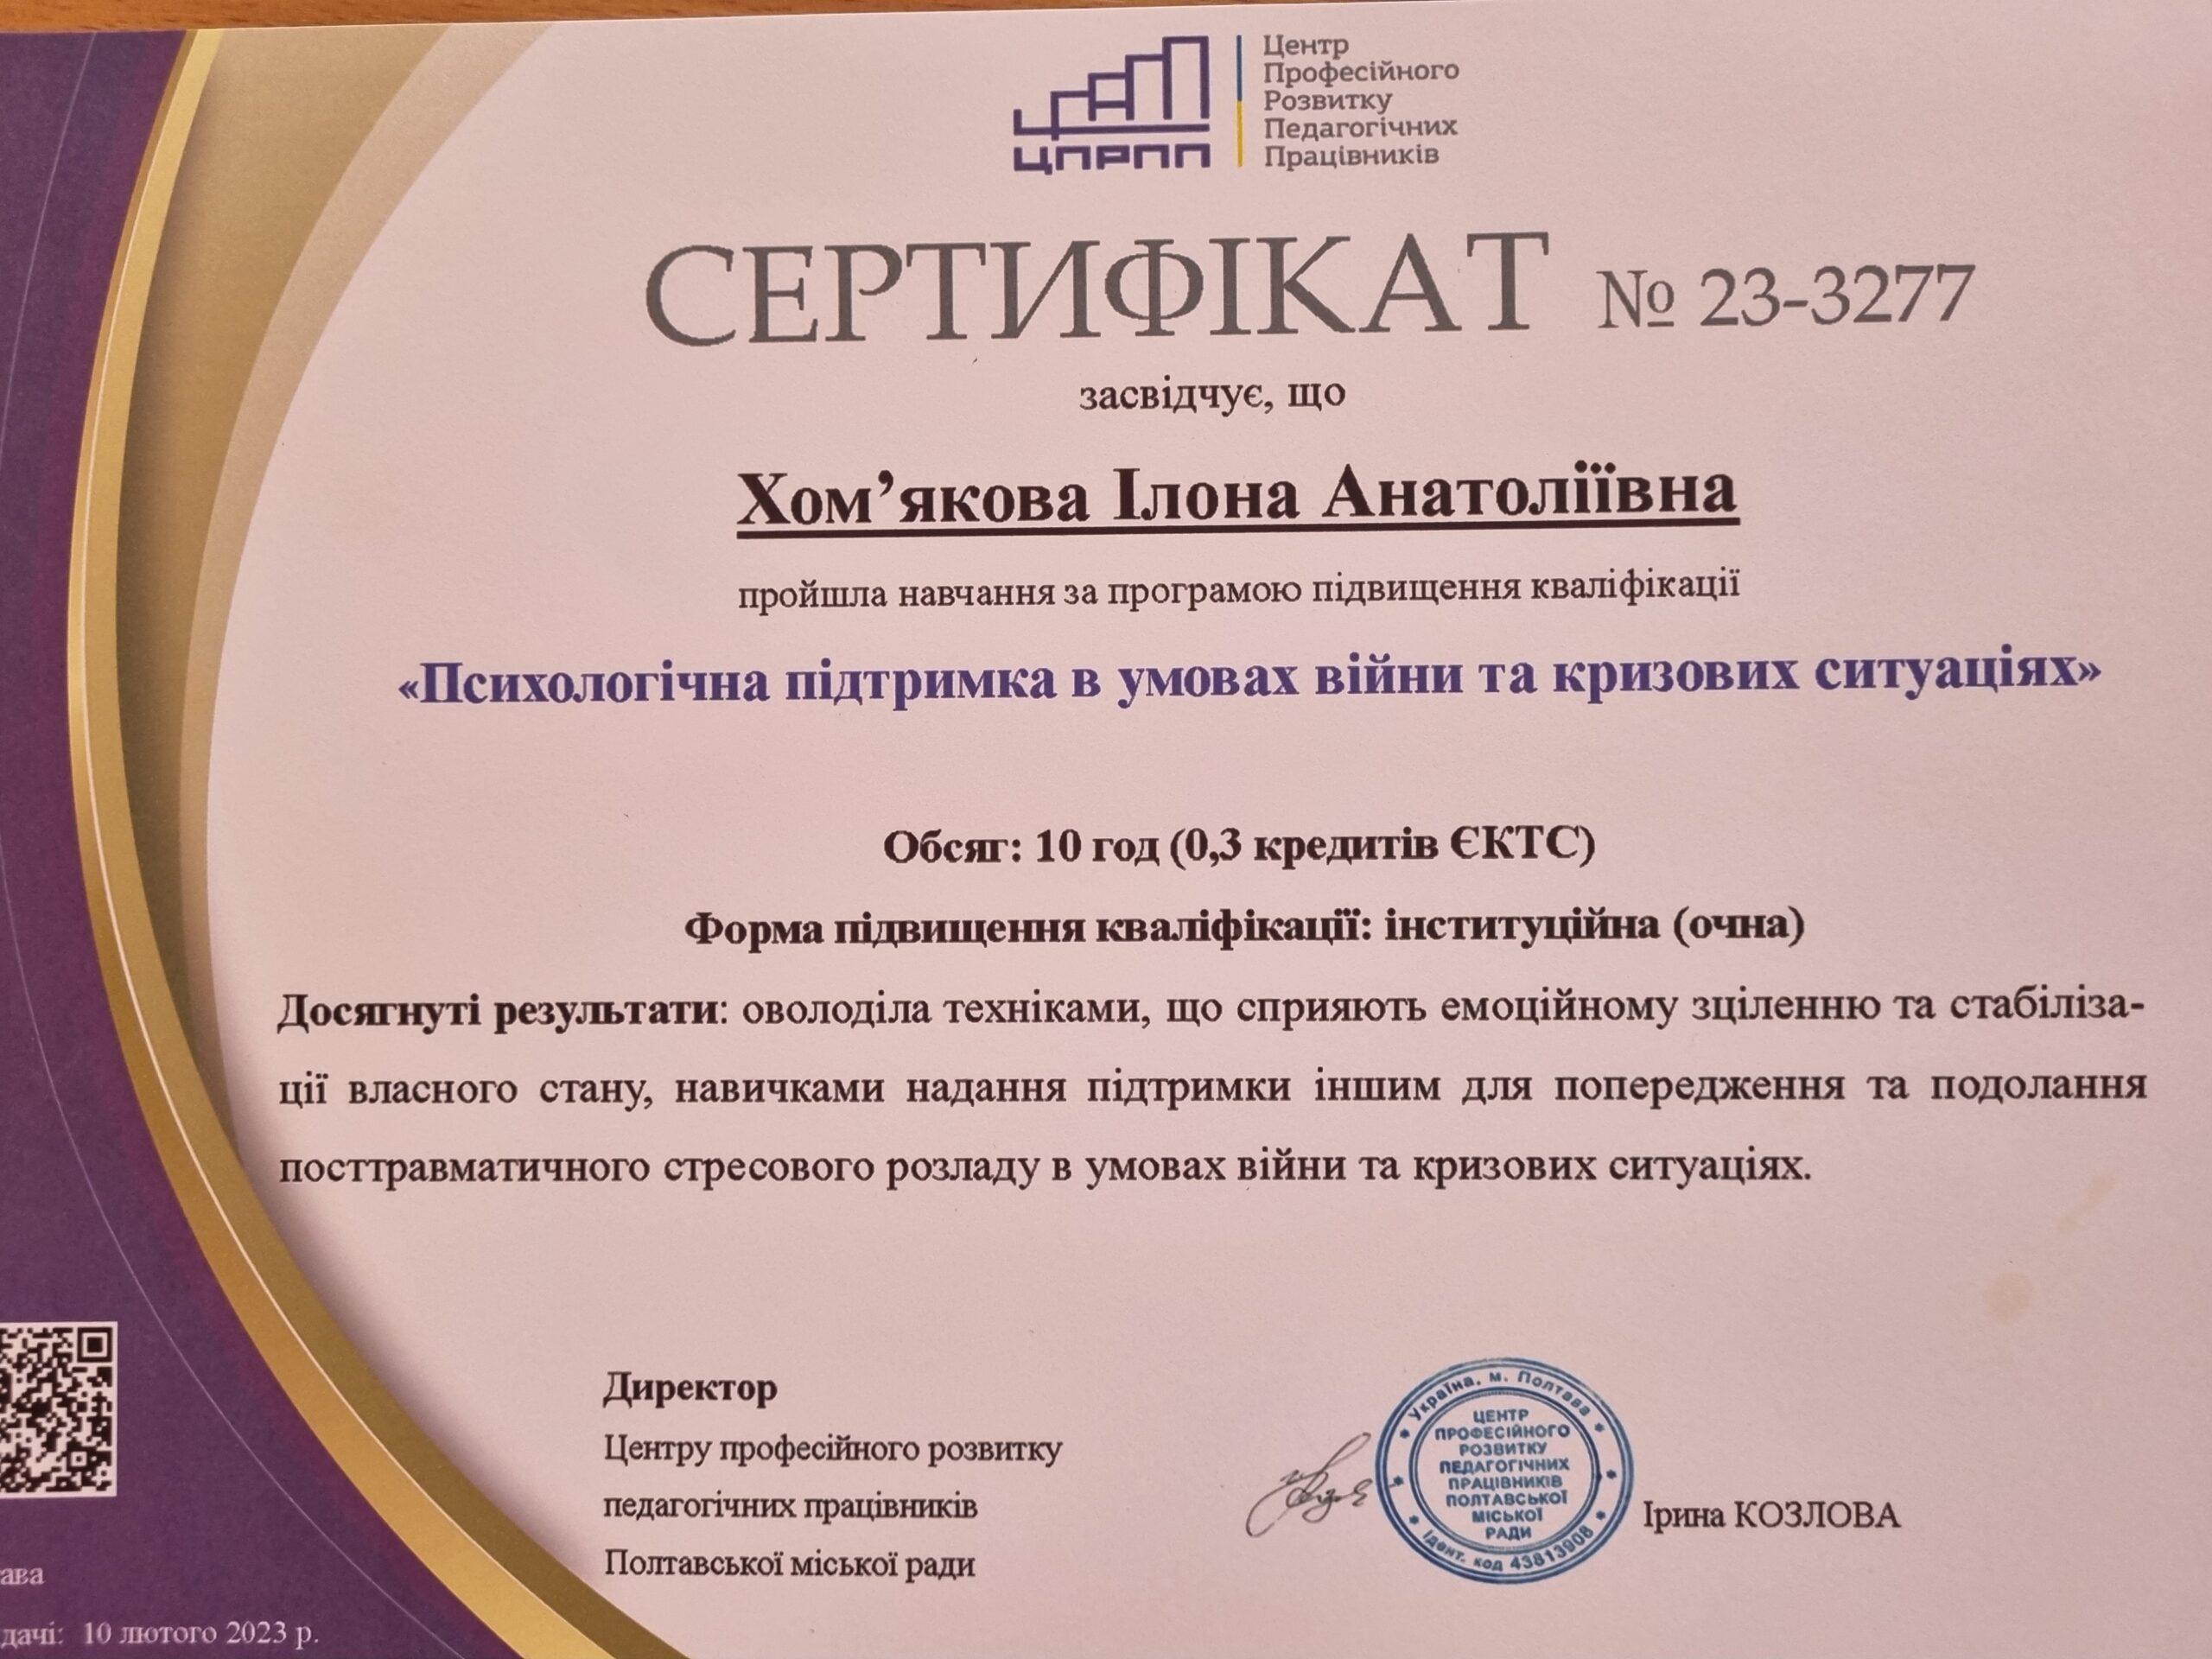 ЦПРПП
Центр
Професійного
Розвитку
Педагогічних
Працівників
СЕРТИФІКАТ № 23-3277
засвідчує, що
Хом’якова Ілона Анатоліївна
пройшла навчання за програмою підвищення кваліфікації
«Психологічна підтримка в умовах війни та кризових ситуаціях»
Обсяг: 10 год (0,3 кредитів ЄКТС)
Форма підвищення кваліфікації: інституційна (очна)
Досягнуті результати: оволоділа техніками, що сприяють емоційному зціленню та стабіліза-
ції власного стану, навичками надання підтримки іншим для попередження та подолання
посттравматичного стресового розладу в умовах війни та кризових ситуаціях.
Директор
Центру професійного розвитку
педагогічних працівників
Полтавської міської ради
Україна, м. Полтава
ЦЕНТР
ПРОФЕСІЙНОГО
РОЗВИТКУ
ПЕДАГОГІЧНИХ
ПРАЦІВНИКІВ
ПОЛТАВСЬКОЇ
МІСЬКОЇ
РАДИ
Ідент. код 43813908
Ірина КОЗЛОВА
ава
дачі: 10 лютого 2023 р.